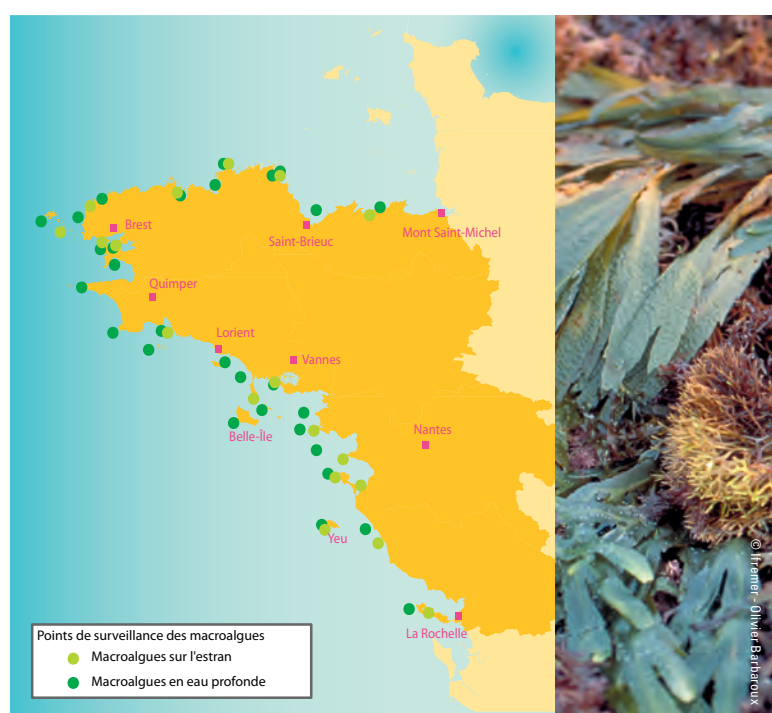 Brest
Saint-Brieuc
Mont Saint-Michel
Quimper
Lorient
Vannes
Belle-Île
Nantes
Yeu
La Rochelle
Points de surveillance des macroalgues
Macroalgues sur l'estran
Macroalgues en eau profonde
© Ifremer - Olivier Barbaroux